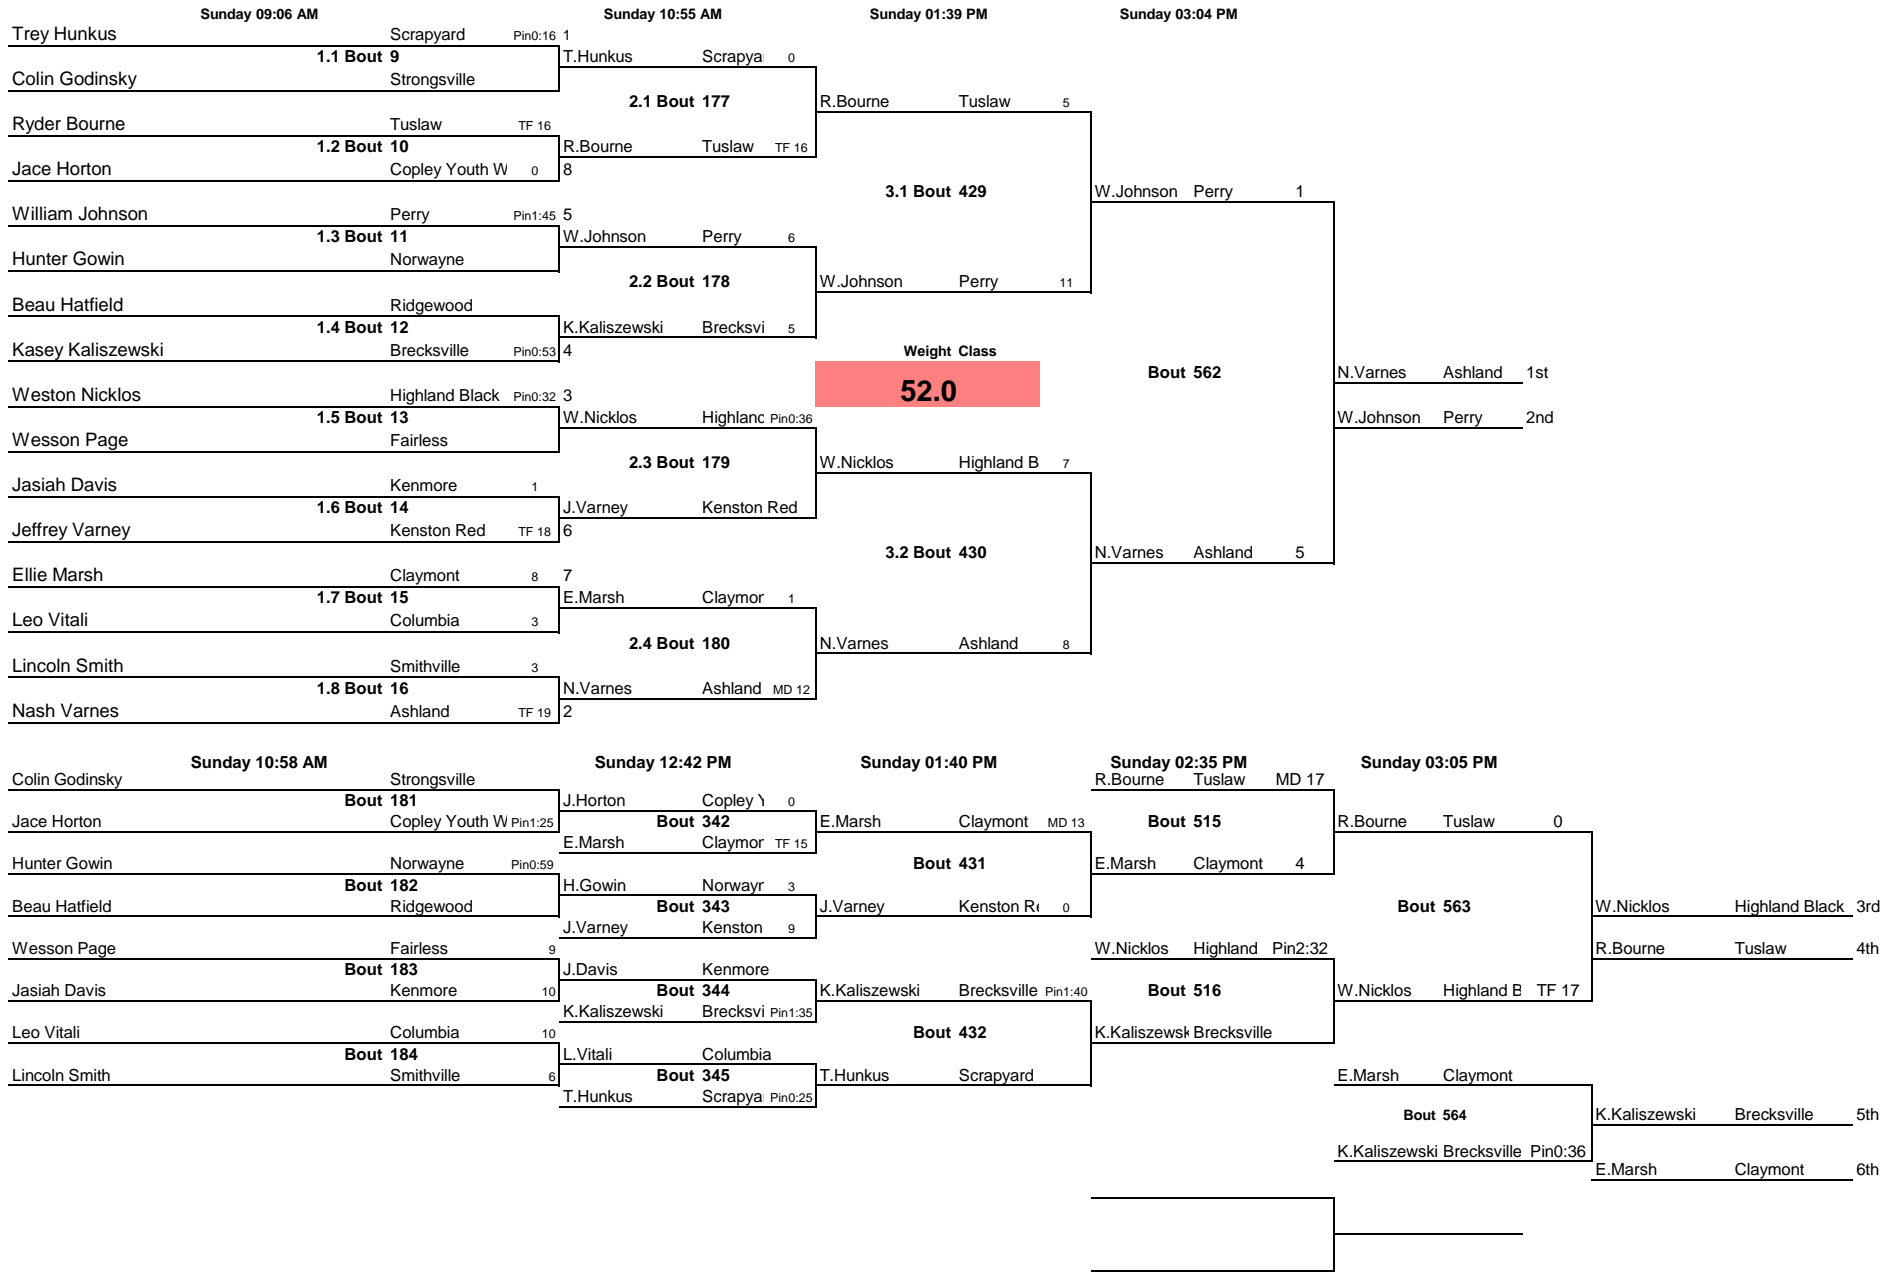 Sunday 09:06 AM Sunday 10:55 AM Sunday 01:39 PM Sunday 03:04 PM
Trey Hunkus Scrapyard Pin0:16 1
1.1 Bout 9 T.Hunkus Scrapya 0
Colin Godinsky Strongsville
2.1 Bout 177 R.Bourne Tuslaw 5
Ryder Bourne Tuslaw TF 16
1.2 Bout 10 R.Bourne Tuslaw TF 16
Jace Horton Copley Youth W 0 8
3.1 Bout 429 W.Johnson Perry 1
William Johnson Perry Pin1:45 5
1.3 Bout 11 W.Johnson Perry 6
Hunter Gowin Norwayne
2.2 Bout 178 W.Johnson Perry 11
Beau Hatfield Ridgewood
1.4 Bout 12 K.Kaliszewski Brecksvi 5
Kasey Kaliszewski Brecksville Pin0:53 4 Weight Class
Bout 562 N.Varnes Ashland 1st
Weston Nicklos Highland Black Pin0:32 3 52.0
1.5 Bout 13 W.Nicklos Highlanc Pin0:36 W.Johnson Perry 2nd
Wesson Page Fairless
2.3 Bout 179 W.Nicklos Highland B 7
Jasiah Davis Kenmore 1
1.6 Bout 14 J.Varney Kenston Red
Jeffrey Varney Kenston Red TF 18 6
3.2 Bout 430 N.Varnes Ashland 5
Ellie Marsh Claymont 8 7
1.7 Bout 15 E.Marsh Claymor 1
Leo Vitali Columbia 3
2.4 Bout 180 N.Varnes Ashland 8
Lincoln Smith Smithville 3
1.8 Bout 16 N.Varnes Ashland MD 12
Nash Varnes Ashland TF 19 2
Sunday 10:58 AM Sunday 12:42 PM Sunday 01:40 PM Sunday 02:35 PM Sunday 03:05 PM
Colin Godinsky Strongsville R.Bourne Tuslaw MD 17
Bout 181 J.Horton Copley Y 0
Jace Horton Copley Youth W Pin1:25 Bout 342 E.Marsh Claymont MD 13 Bout 515 R.Bourne Tuslaw 0
E.Marsh Claymor TF 15
Hunter Gowin Norwayne Pin0:59 Bout 431 E.Marsh Claymont 4
Bout 182 H.Gowin Norwayr 3
Beau Hatfield Ridgewood Bout 343 J.Varney Kenston Re 0 Bout 563 W.Nicklos Highland Black 3rd
J.Varney Kenston 9
Wesson Page Fairless 9 W.Nicklos Highland Pin2:32 R.Bourne Tuslaw 4th
Bout 183 J.Davis Kenmore
Jasiah Davis Kenmore 10 Bout 344 K.Kaliszewski Brecksville Pin1:40 Bout 516 W.Nicklos Highland B TF 17
K.Kaliszewski Brecksvi Pin1:35
Leo Vitali Columbia 10 Bout 432 K.Kaliszewsk Brecksville
Bout 184 L.Vitali Columbia
Lincoln Smith Smithville 6 Bout 345 T.Hunkus Scrapyard E.Marsh Claymont
T.Hunkus Scrapya Pin0:25
Bout 564 K.Kaliszewski Brecksville 5th
K.Kaliszewski Brecksville Pin0:36
E.Marsh Claymont 6th